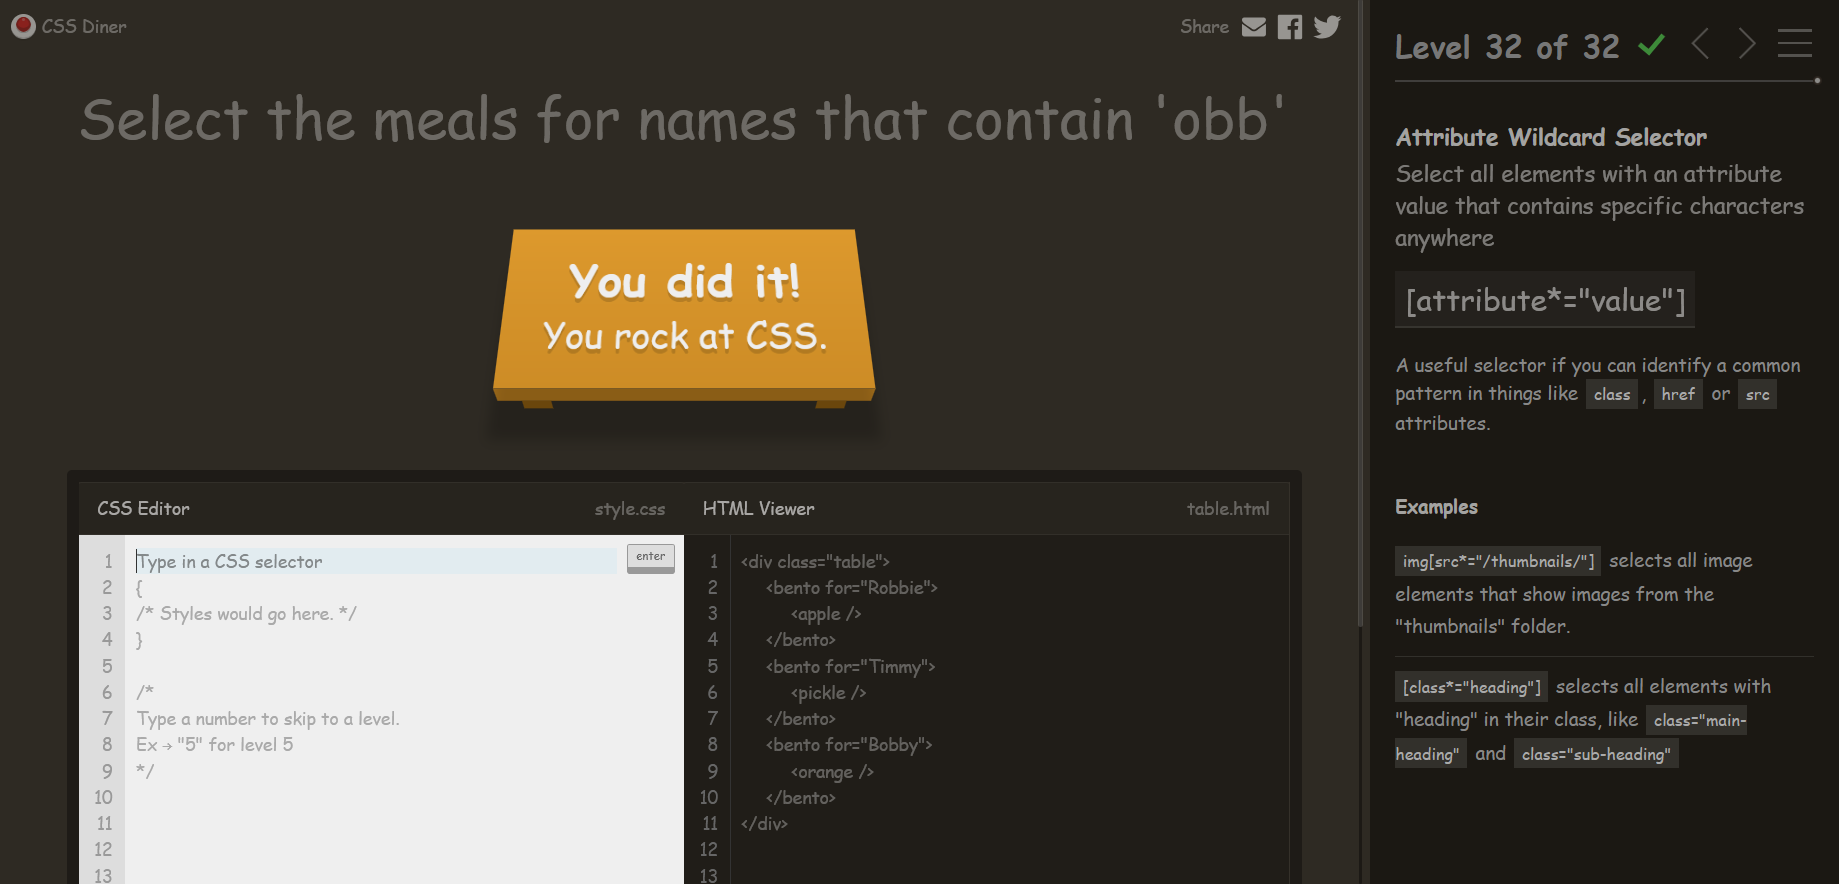 CSS Diner
Share
Select the meals for names that contain 'obb'
You did it!
You rock at CSS.
CSS Editor
style.css
1
2
3
4
5
6
7
8
9
10
11
12
13
Type in a CSS selector
enter
{
/* Styles would go here. */
}
/*
Type a number to skip to a level.
Ex → "5" for level 5
*/
HTML Viewer
table.html
1
2
3
4
5
6
7
8
9
10
11
12
13
<div class="table">
<bento for="Robbie">
<apple />
</bento>
<bento for="Timmy">
<pickle />
</bento>
<bento for="Bobby">
<orange />
</bento>
</div>
Level 32 of 32
Attribute Wildcard Selector
Select all elements with an attribute
value that contains specific characters
anywhere
[attribute*="value"]
A useful selector if you can identify a common
pattern in things like class , href or src
attributes.
Examples
img[src*="/thumbnails/"] selects all image
elements that show images from the
"thumbnails" folder.
[class*="heading"] selects all elements with
"heading" in their class, like class="main-
heading" and class="sub-heading"